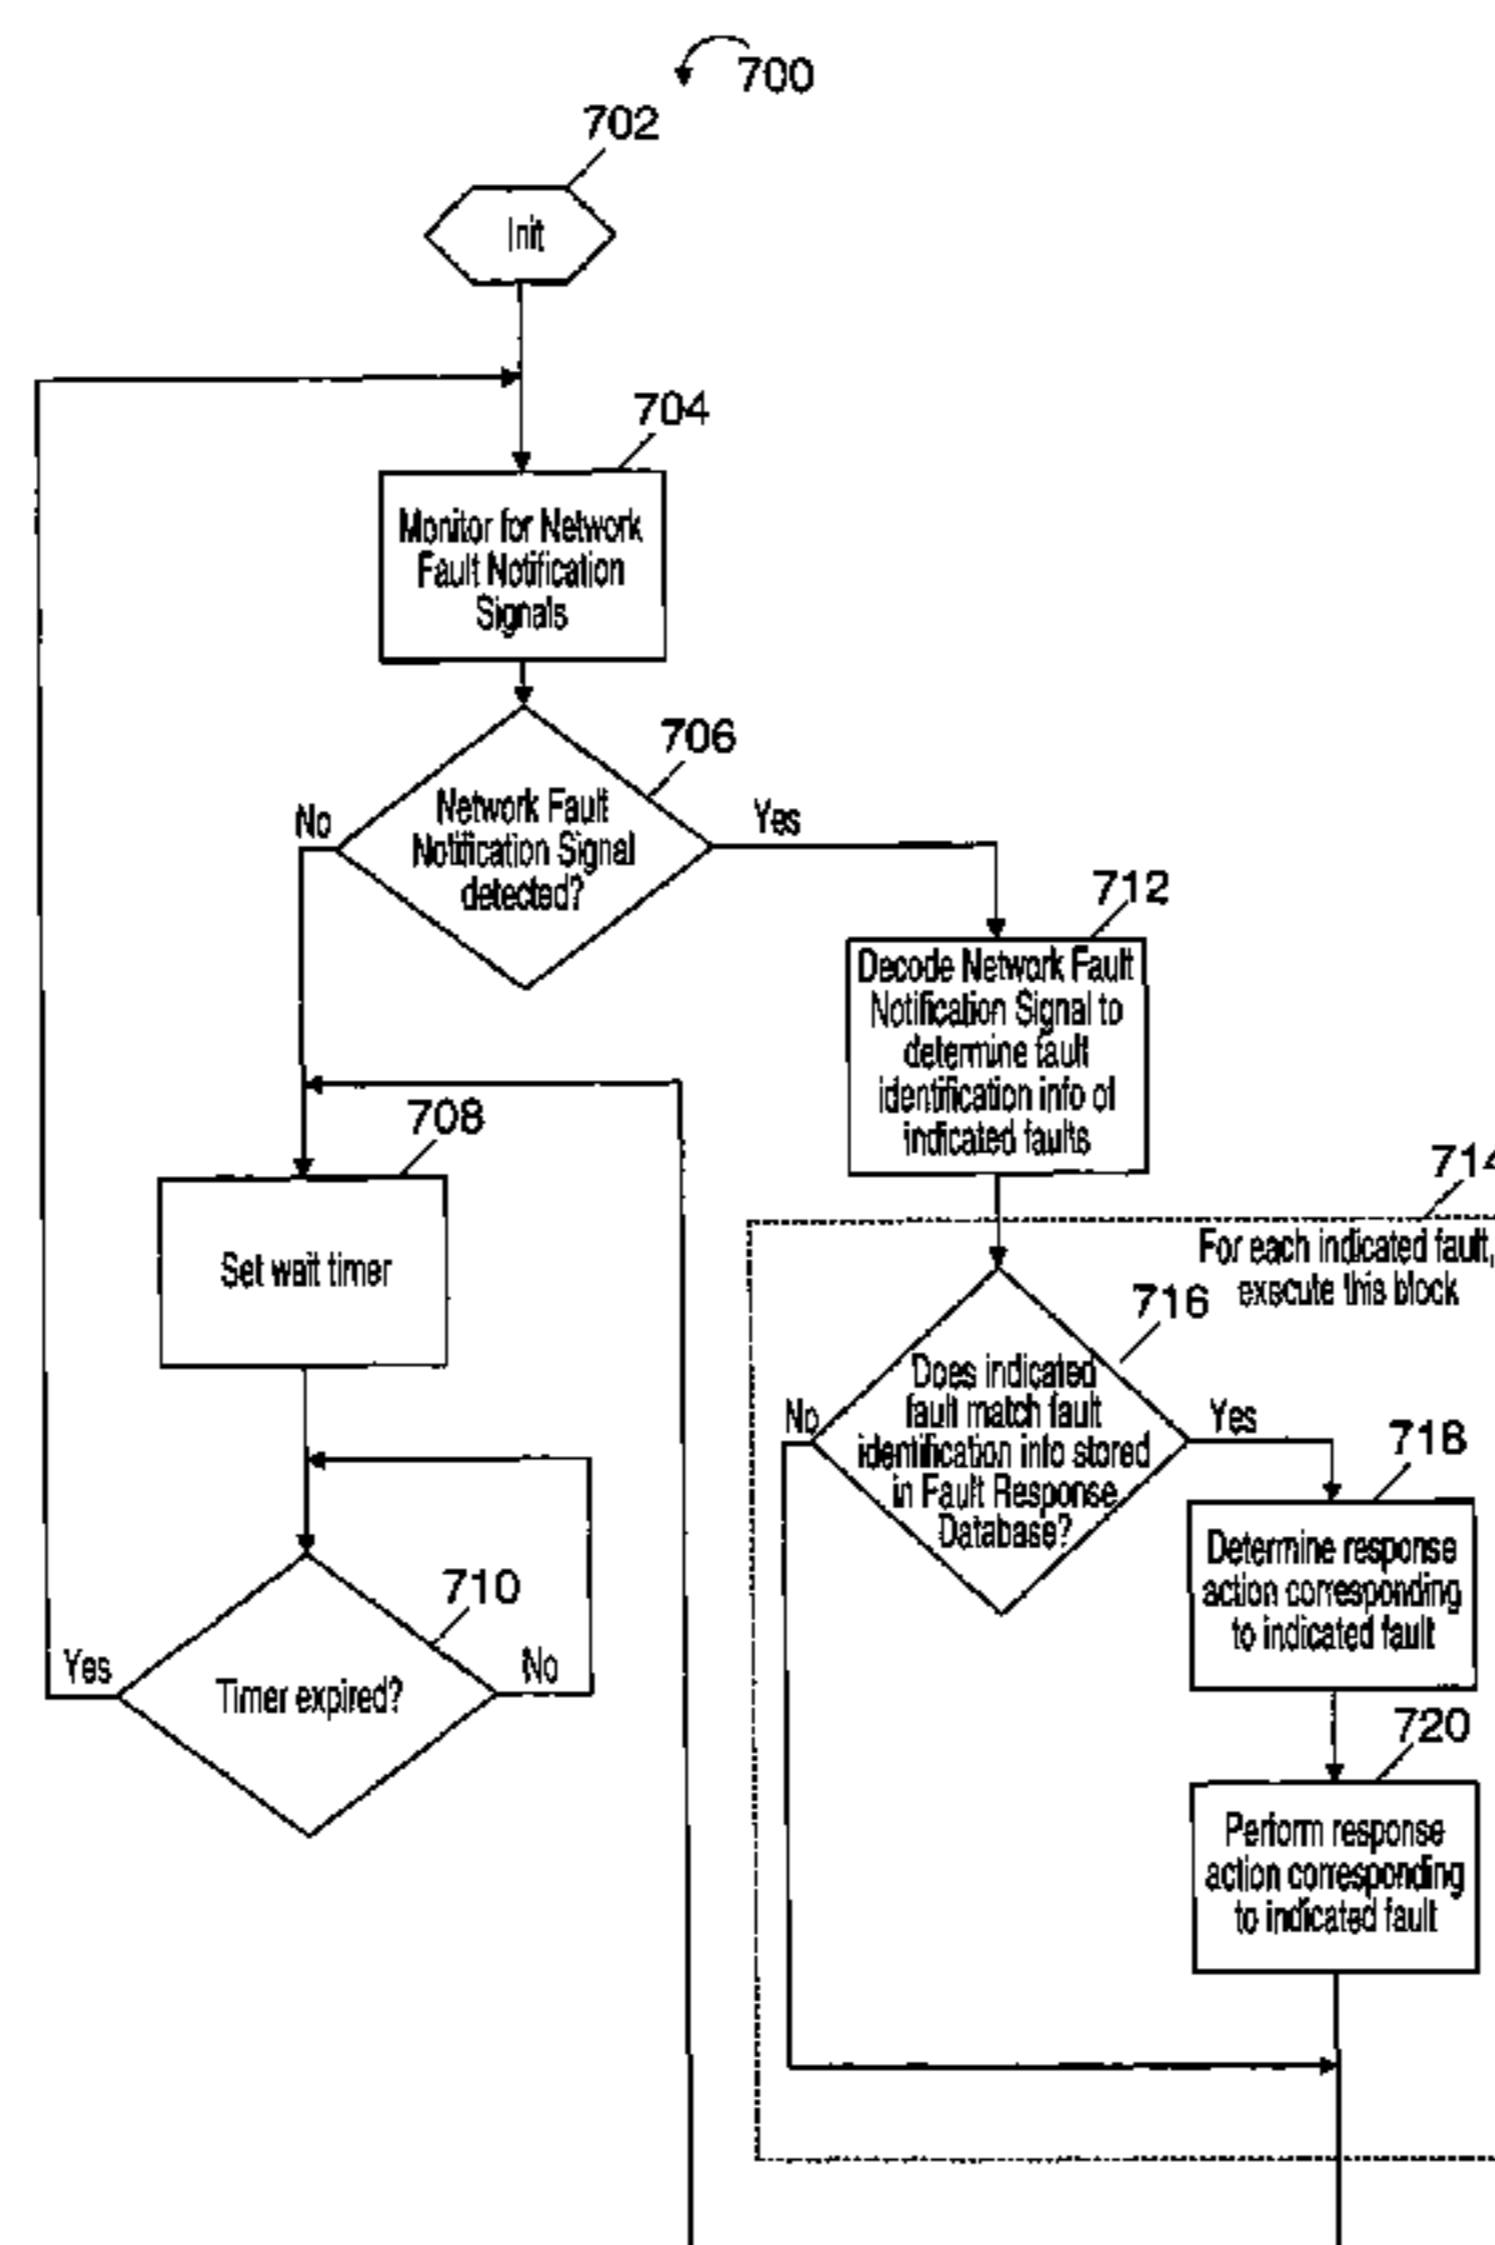 700
702
Init
704
Monitor for Network
Fault Notification
Signals
706
No
Network Fault
Notification Signal
detected?
Yes
712
Decode Network Fault
Notification Signal to
determine fault
identification info of
indicated faults
708
Set wait timer
714
For each indicated fault,
execute this block
716
No
Does indicated
fault match fault
identification info stored
in Fault Response
Database?
Yes
718
Determine response
action corresponding
to indicated fault
710
Yes
Timer expired?
No
720
Perform response
action corresponding
to indicated fault